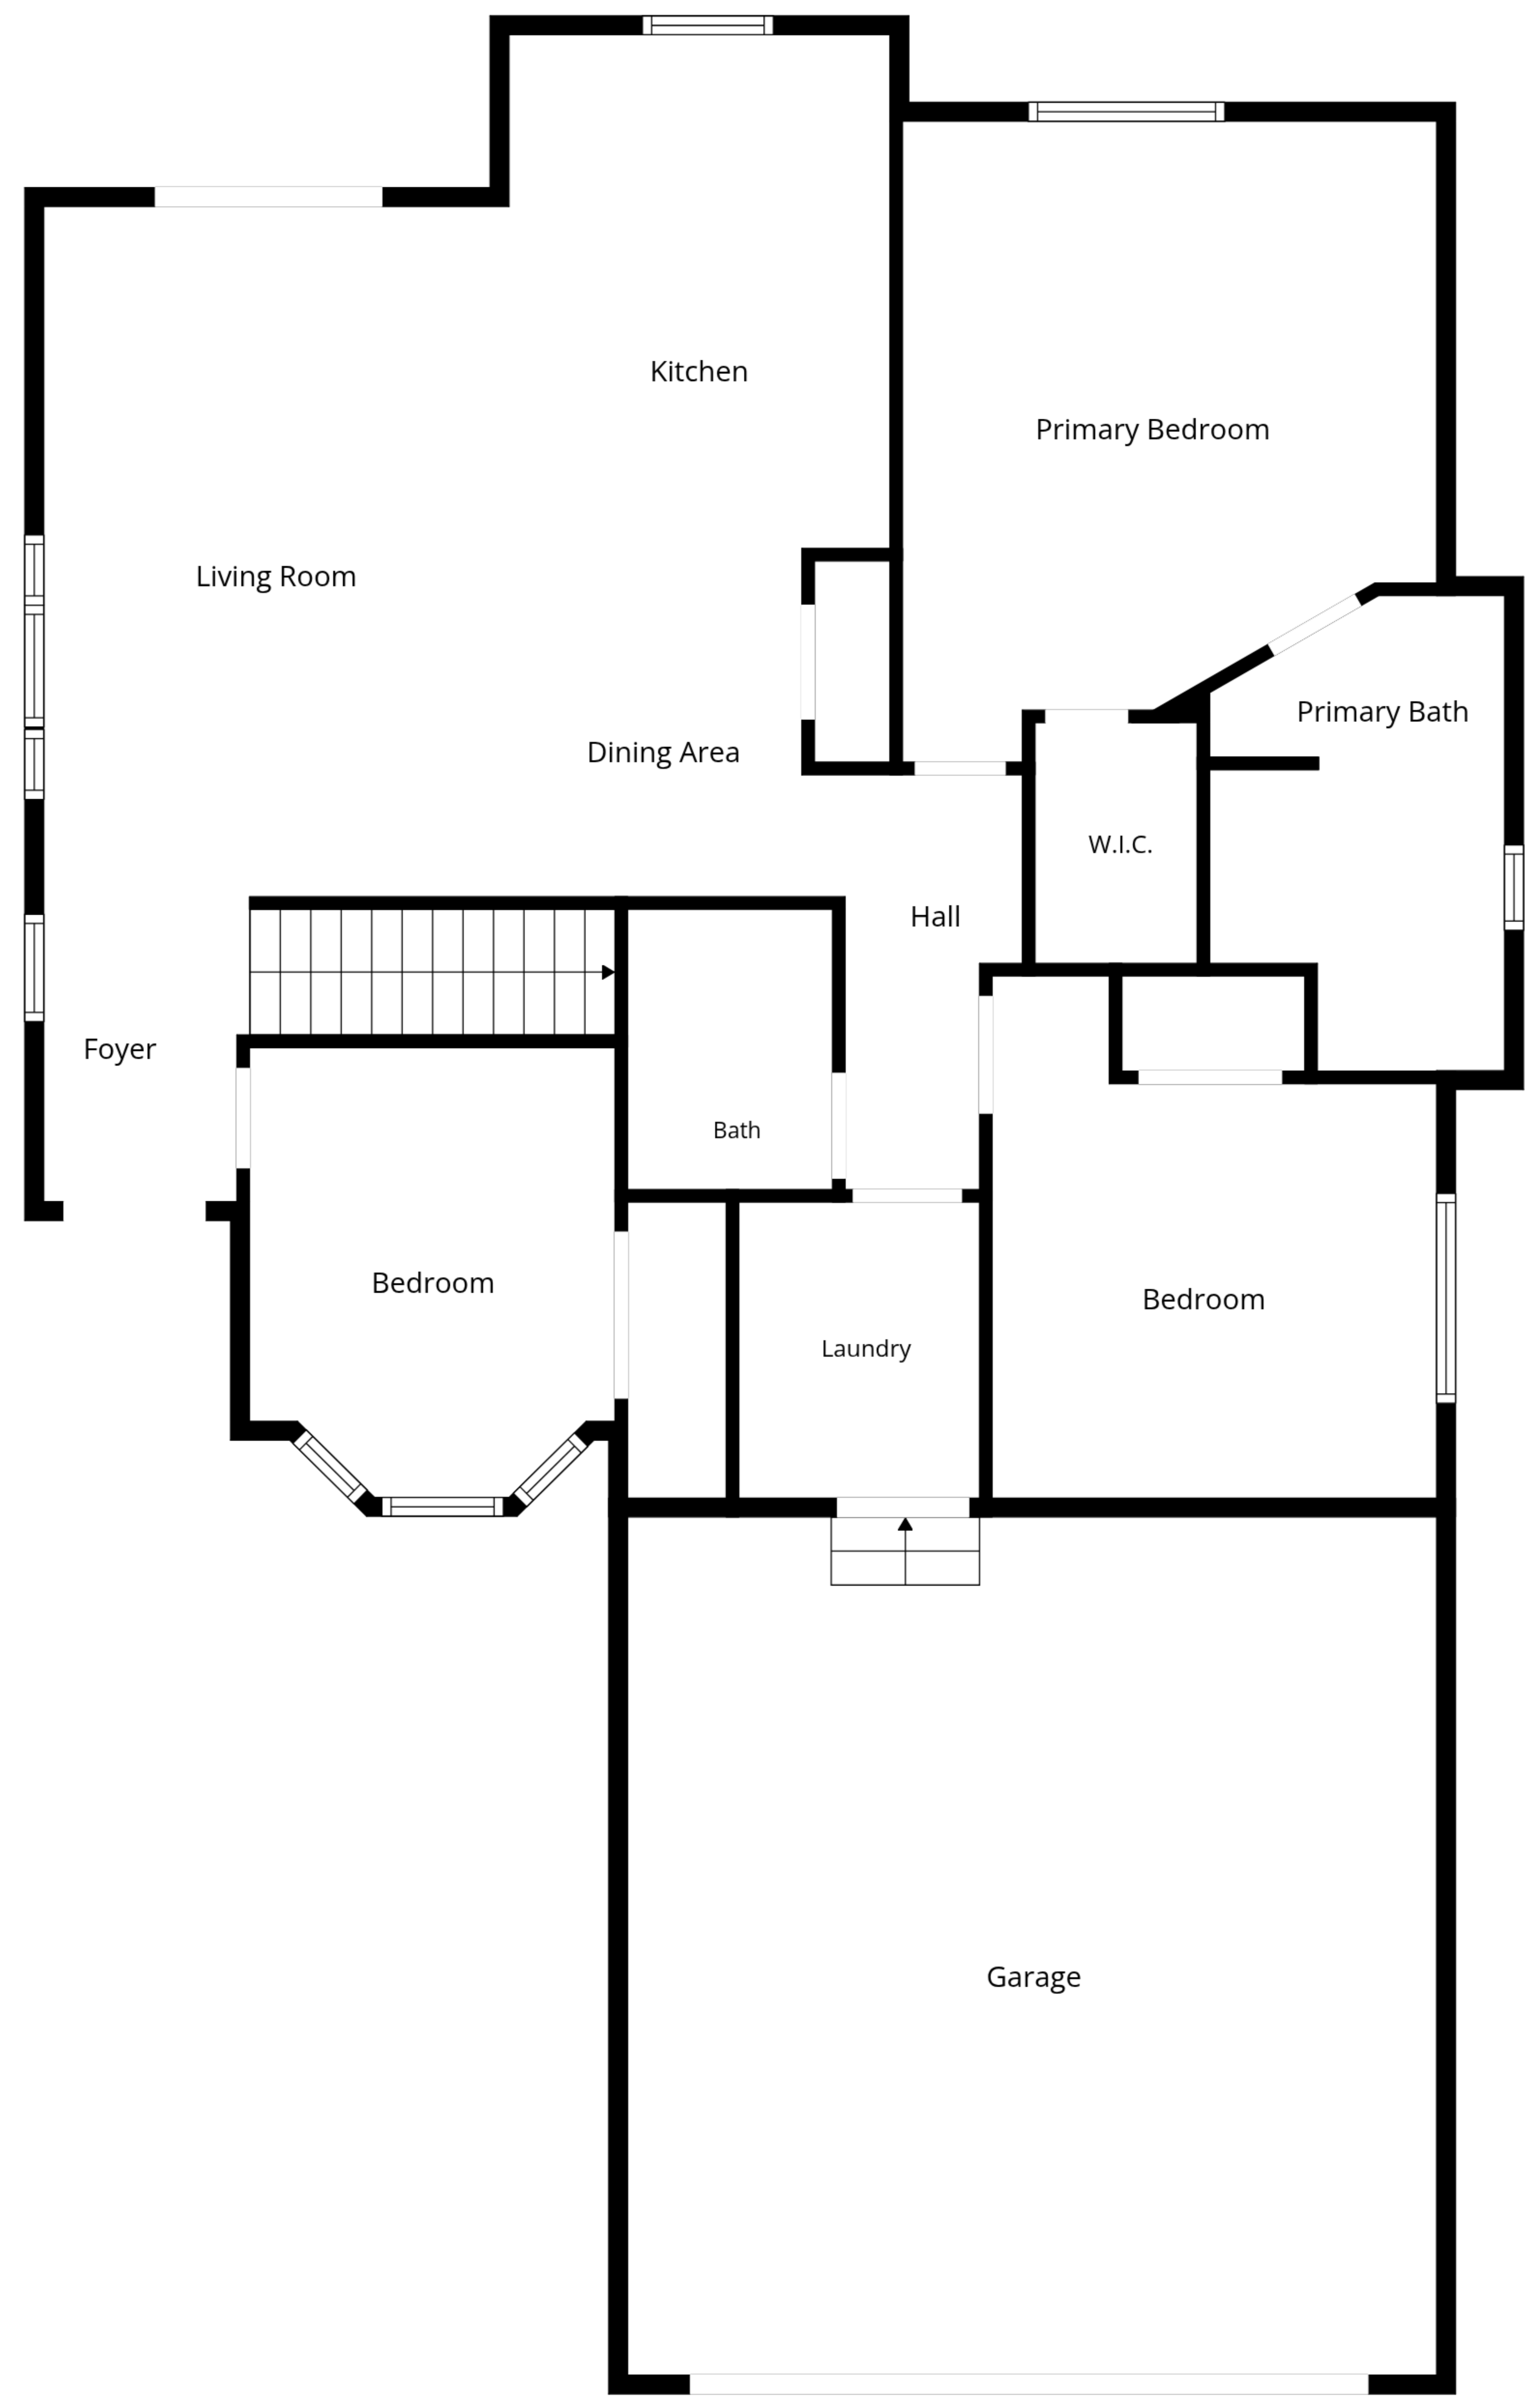 Kitchen
Primary Bedroom
Living Room
Primary Bath
Dining Area
W.I.C.
Hall
Foyer
Bath
Bedroom
Bedroom
Laundry
Garage